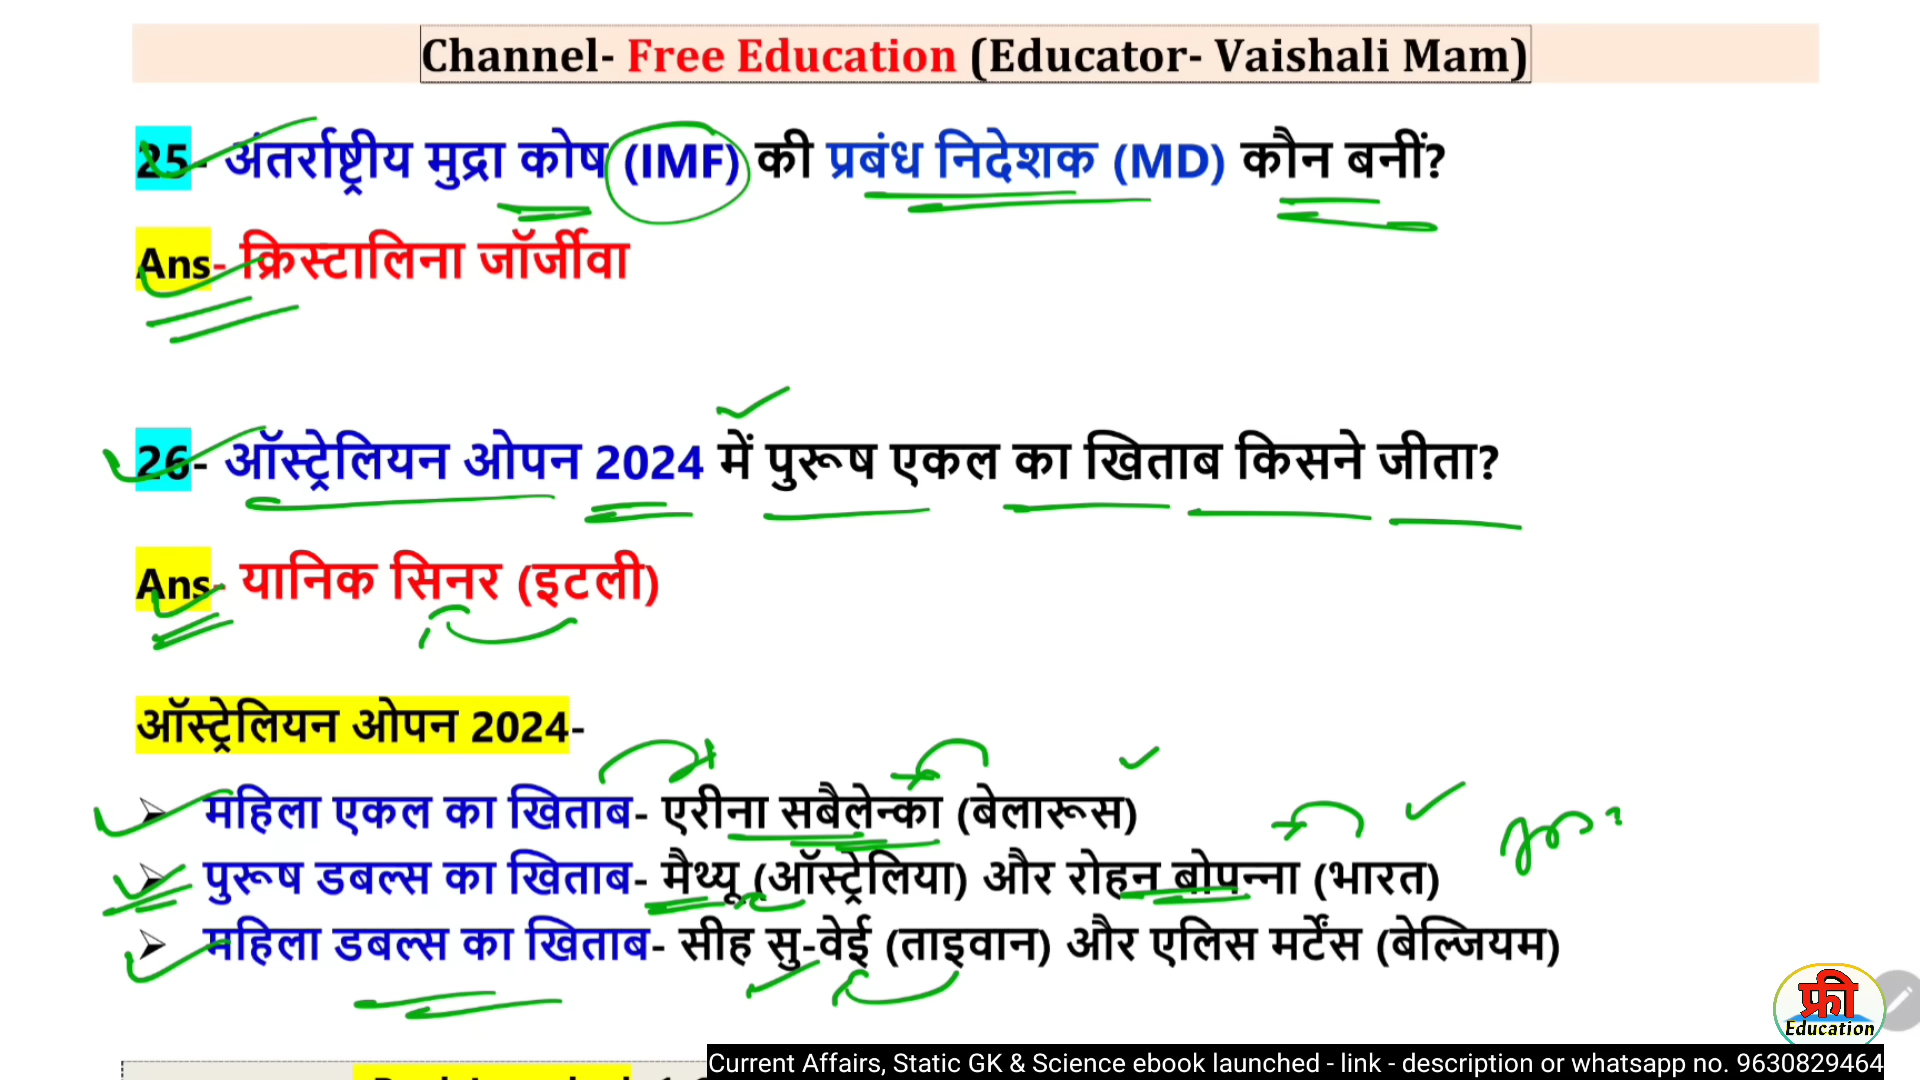 Channel- Free Education (Educator- Vaishali Mam)
25- अंतर्राष्ट्रीय मुद्रा कोष (IMF) की प्रबंध निदेशक (MD) कौन बनीं?
Ans- क्रिस्टालिना जॉर्जीवा
26- ऑस्ट्रेलियन ओपन 2024 में पुरूष एकल का खिताब किसने जीता?
Ans- यानिक सिनर (इटली)
ऑस्ट्रेलियन ओपन 2024-
➢ महिला एकल का खिताब- एरीना सबैलेन्का (बेलारूस)
➢ पुरूष डबल्स का खिताब- मैथ्यू (ऑस्ट्रेलिया) और रोहन बोपन्ना (भारत)
➢ महिला डबल्स का खिताब- सीह सु-वेई (ताइवान) और एलिस मर्टेंस (बेल्जियम)
फ्री
Education
Current Affairs, Static GK & Science ebook launched - link - description or whatsapp no. 9630829464